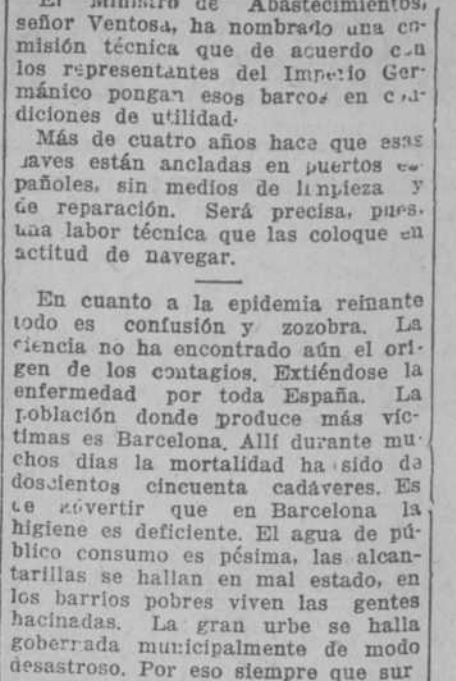 El Ministro de Abastecimientos,
señor Ventosa, ha nombrado una co-
misión técnica que de acuerdo con
los representantes del Imperio Ger-
mánico pongan esos barcos en con-
diciones de utilidad.
Más de cuatro años hace que esas
naves están ancladas en puertos es-
pañoles, sin medios de limpieza y
de reparación. Será precisa, pues,
una labor técnica que las coloque en
actitud de navegar.
En cuanto a la epidemia reinante
todo es confusión y zozobra. La
ciencia no ha encontrado aún el ori-
gen de los contagios. Extiéndose la
enfermedad por toda España. La
población donde produce más víc-
timas es Barcelona. Allí durante mu-
chos días la mortalidad ha sido da
doscientos cincuenta cadáveres. Es
de advertir que en Barcelona la
higiene es deficiente. El agua de pú-
blico consumo es pésima, las alcan-
tarillas se hallan en mal estado, en
los barrios pobres viven las gentes
hacinadas. La gran urbe se halla
goberrada municipalmente de modo
desastroso. Por eso siempre que sur